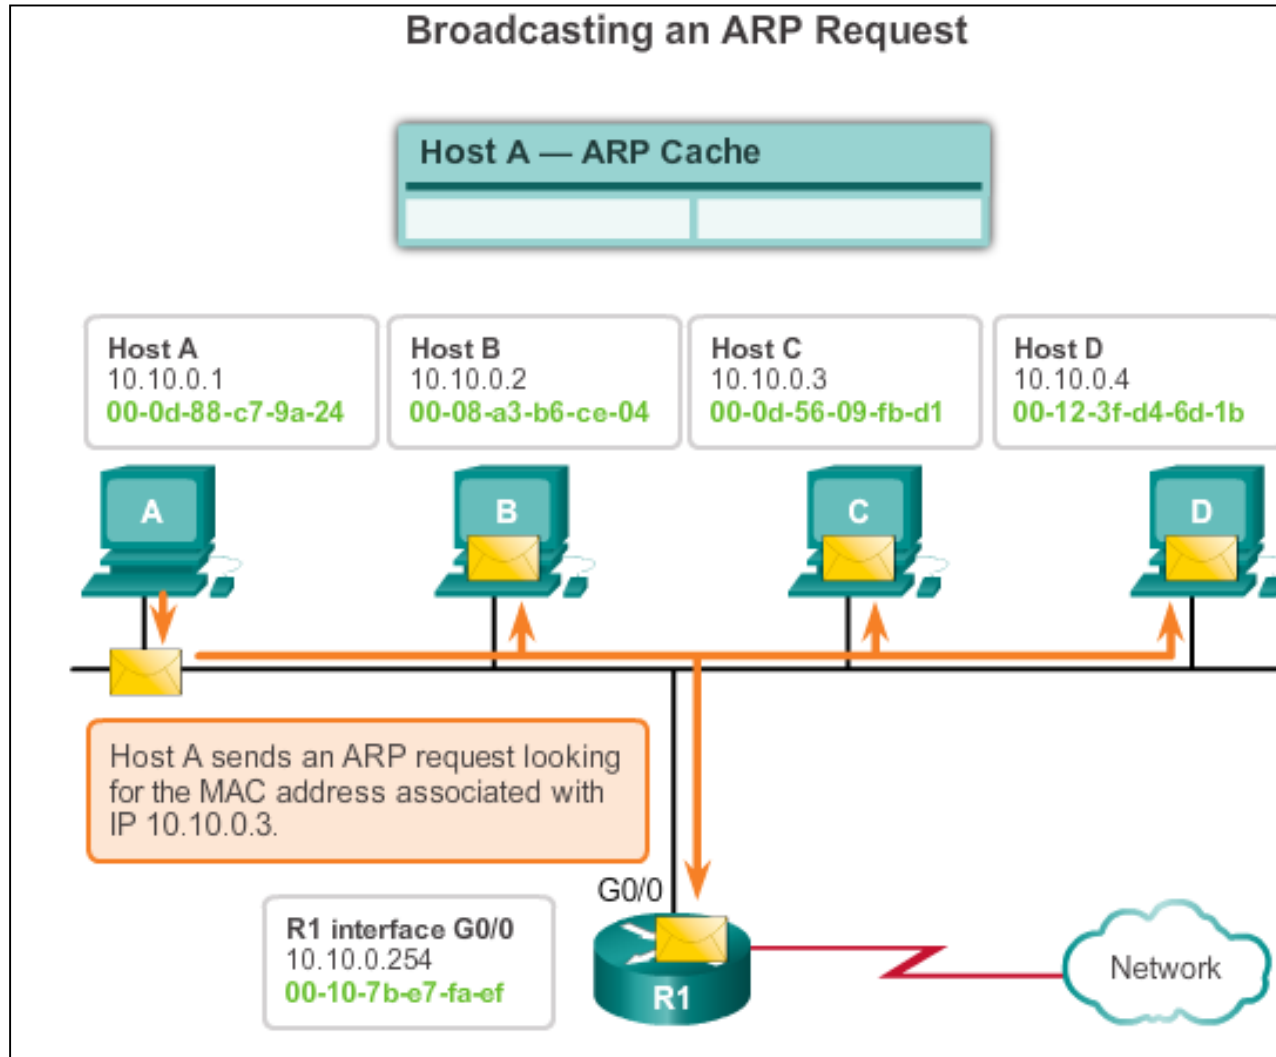 Broadcasting an ARP Request
Host A — ARP Cache
Host A
10.10.0.1
00-0d-88-c7-9a-24
Host B
10.10.0.2
00-08-a3-b6-ce-04
Host C
10.10.0.3
00-0d-56-09-fb-d1
Host D
10.10.0.4
00-12-3f-d4-6d-1b
A
B
C
D
Host A sends an ARP request looking
for the MAC address associated with
IP 10.10.0.3.
G0/0
R1 interface G0/0
10.10.0.254
00-10-7b-e7-fa-ef
R1
Network